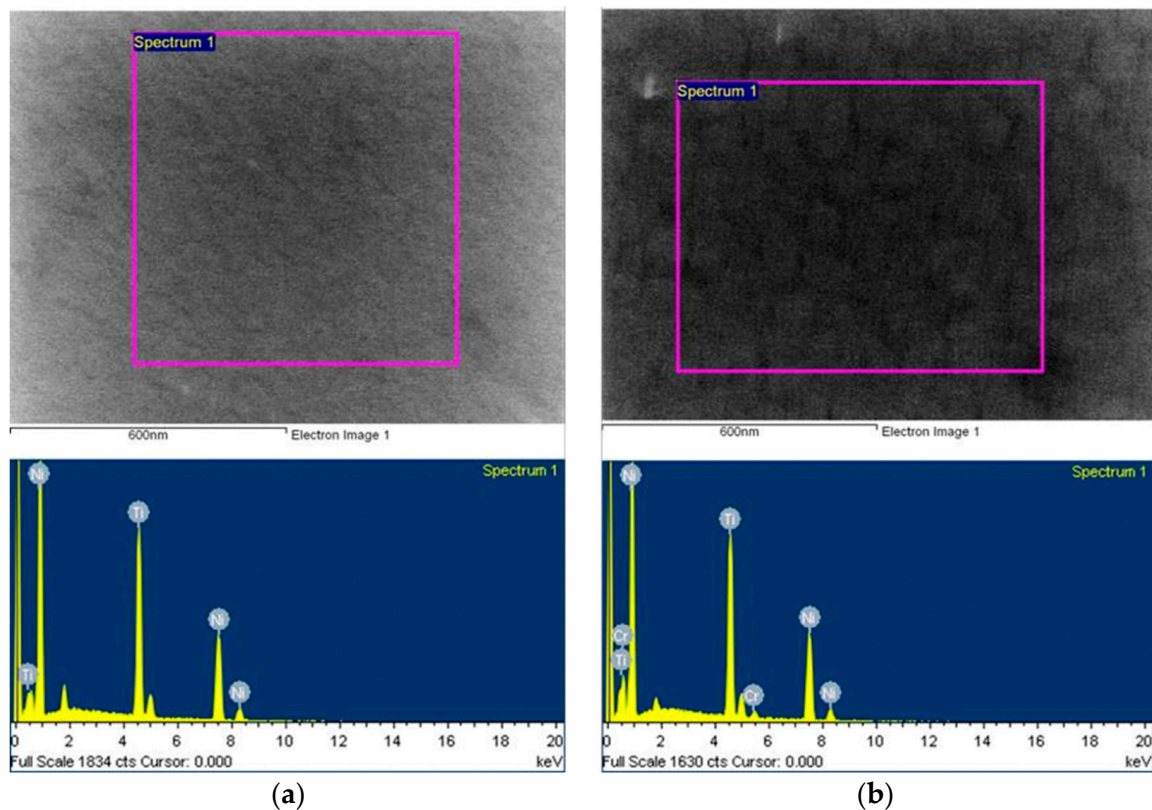 Spectrum 1
600nm
Electron Image 1
Spectrum 1
Ni
Ti
Ti
Ni
Ni
0 2 4 6 8 10 12 14 16 18 20
Full Scale 1834 cts Cursor: 0.000 keV
(a)
Spectrum 1
600nm
Electron Image 1
Spectrum 1
Ni
Cr
Ti
Ti
Cr
Ni
Ni
0 2 4 6 8 10 12 14 16 18 20
Full Scale 1630 cts Cursor: 0.000 keV
(b)